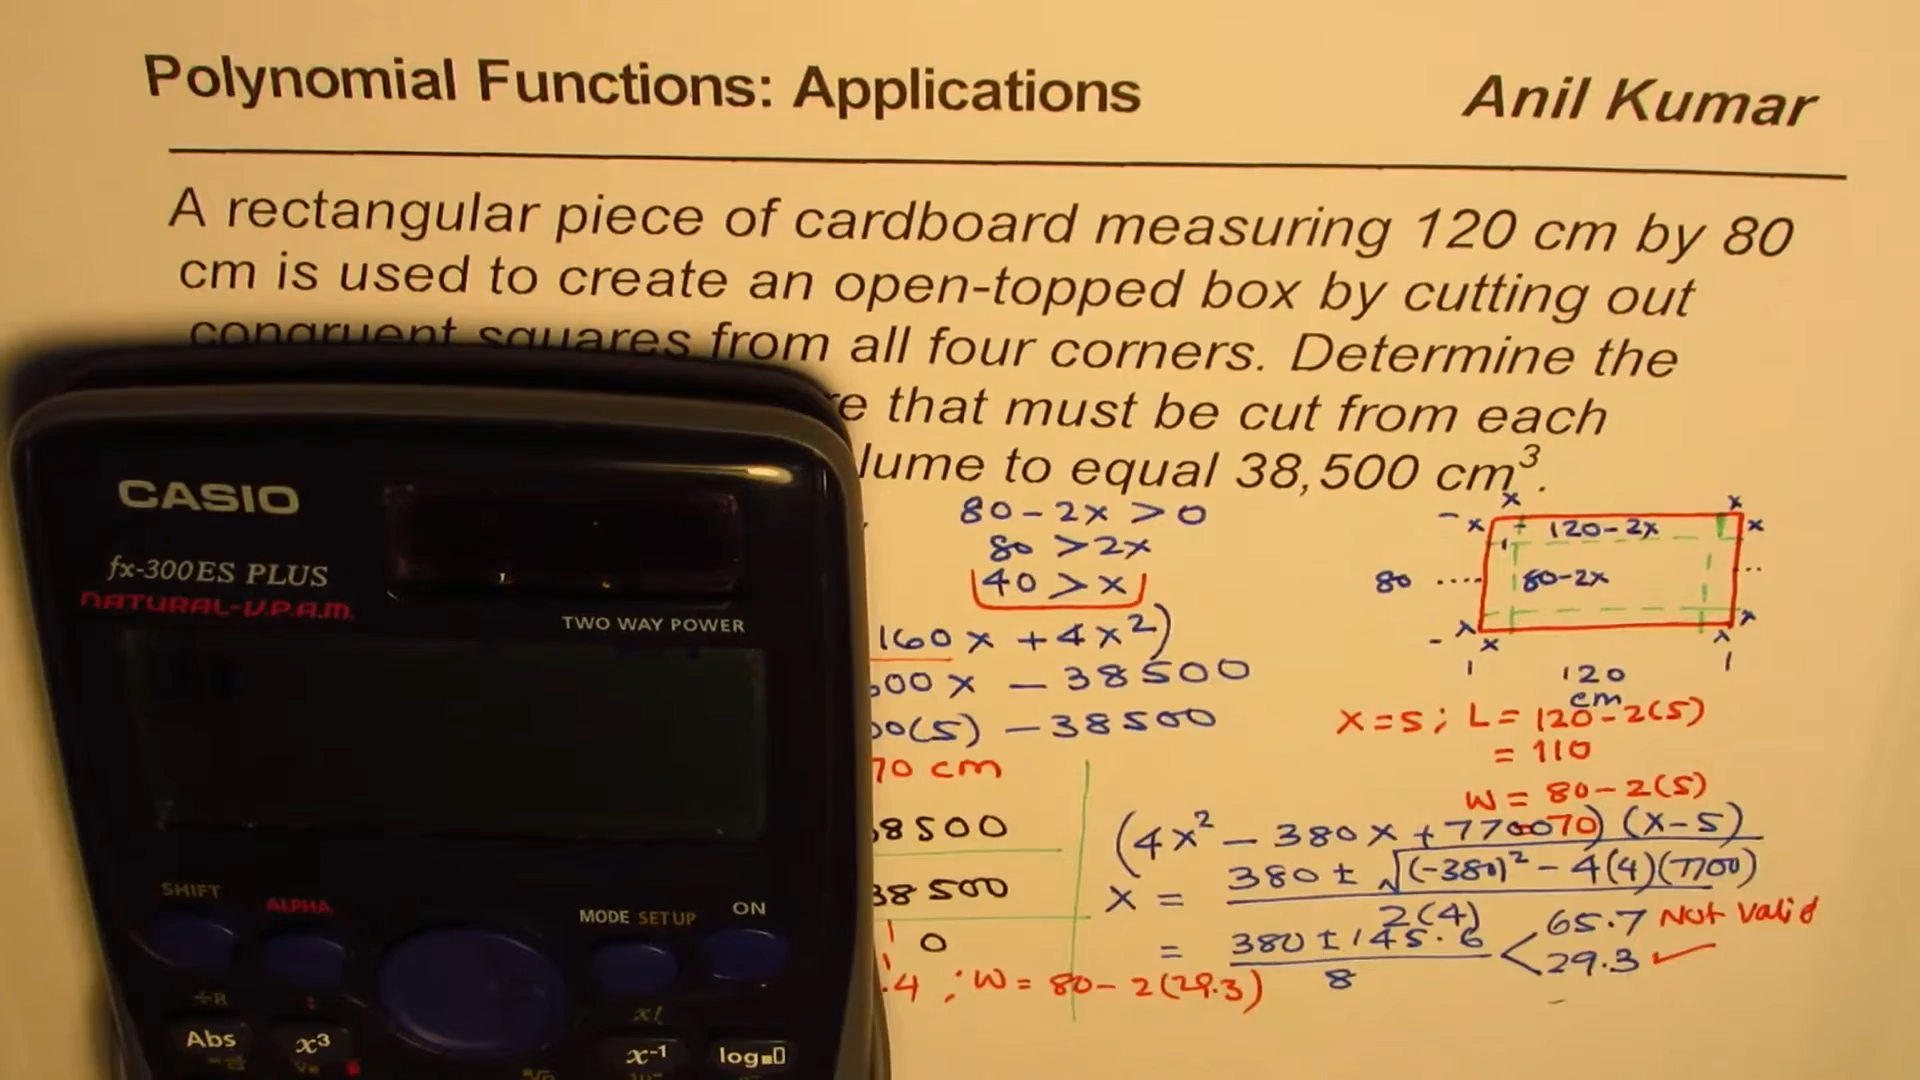 Polynomial Functions: Applications
Anil Kumar
A rectangular piece of cardboard measuring 120 cm by 80
cm is used to create an open-topped box by cutting out
congruent squares from all four corners. Determine the
that must be cut from each
to equal 38,500 cm³.
80 - 2x > 0
80 > 2x
40 > x
160x + 4x²)
00x - 38500
00(5) - 38500
70 cm
8500
38500
0
.4 ; W = 80 - 2(29.3)
x
x
- x
x
120-2x
80
80-2x
x
x
x
x
120
cm
X = 5 ; L = 120 - 2(5)
= 110
W = 80 - 2(5)
70
(4x² - 380x + 7700) (x-5)
X = 380 ± √(-380)² - 4(4)(7700)
2(4)
= 380 ± 145.6
8
65.7 Not Valid
29.3 ✓
CASIO
fx-300ES PLUS
NATURAL-V.P.A.M.
TWO WAY POWER
SHIFT
ALPHA
MODE SETUP
ON
÷R
:
x!
Abs
x³
x⁻¹
log